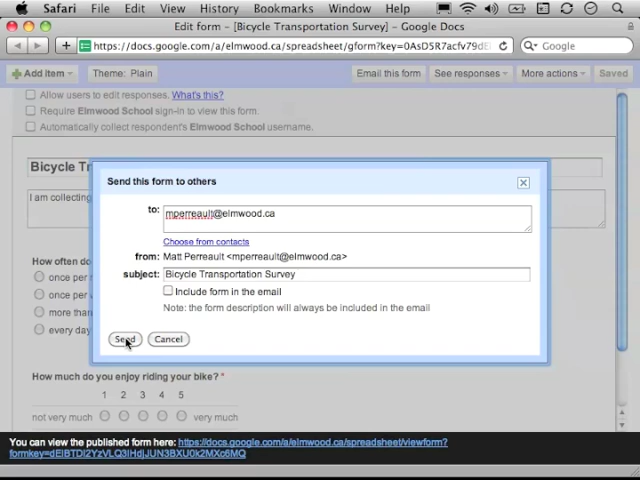 Safari File Edit View History Bookmarks Window Help
Edit form - [Bicycle Transportation Survey] - Google Docs
https://docs.google.com/a/elmwood.ca/spreadsheet/gform?key=0AsD5R7acfv79dE
Google
Add item Theme: Plain Email this form See responses More actions Saved
Allow users to edit responses. What's this?
Require Elmwood School sign-in to view this form.
Automatically collect respondent's Elmwood School username.
Bicycle Tr
I am collecting
Send this form to others
to: mperreault@elmwood.ca
Choose from contacts
from: Matt Perreault <mperreault@elmwood.ca>
subject: Bicycle Transportation Survey
Include form in the email
Note: the form description will always be included in the email
Send Cancel
How often do
once per
once per
more than
every day
How much do you enjoy riding your bike? *
1 2 3 4 5
not very much very much
You can view the published form here: https://docs.google.com/a/elmwood.ca/spreadsheet/viewform?